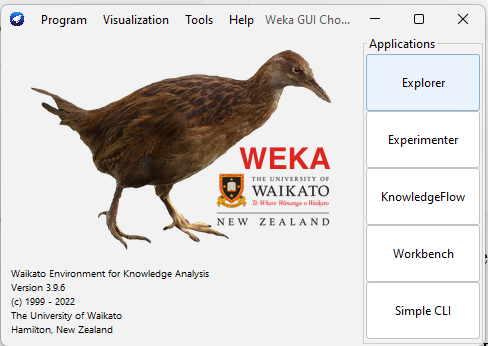 Program Visualization Tools Help Weka GUI Cho...
Applications
Explorer
Experimenter
KnowledgeFlow
Workbench
Simple CLI
WEKA
THE UNIVERSITY OF
WAIKATO
Te Whare Wānanga o Waikato
NEW ZEALAND
Waikato Environment for Knowledge Analysis
Version 3.9.6
(c) 1999 - 2022
The University of Waikato
Hamilton, New Zealand